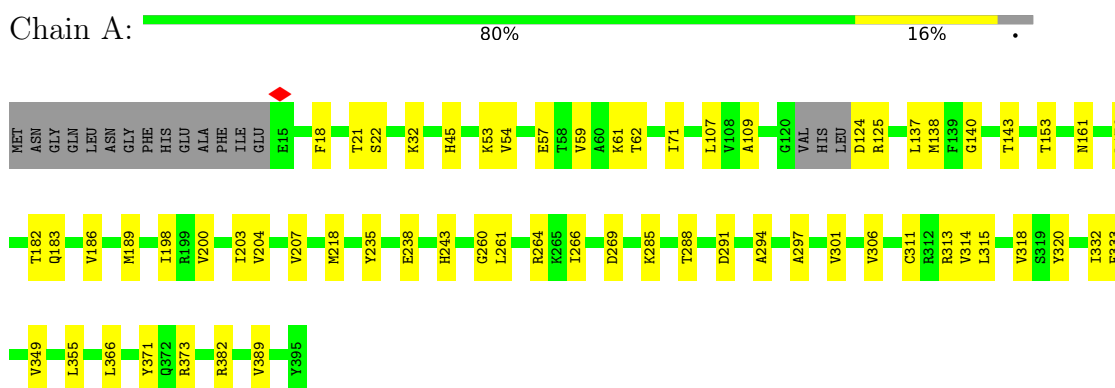 Chain A:
80% 16% •
MET ASN GLY GLN LEU ASN GLY PHE HIS GLU ALA PHE ILE GLU E15 F18 T21 S22 K32 H45 K53 V54 E57 T58 V59 A60 K61 T62 I71 L107 V108 A109 G120 VAL HIS LEU D124 R125 L137 M138 F139 G140 T143 T153 N161
T182 Q183 V186 M189 I198 R199 V200 I203 V204 V207 M218 Y235 E238 H243 G260 L261 R264 K265 I266 D269 K285 T288 D291 A294 A297 V301 V306 C311 R312 R313 V314 L315 V318 S319 Y320 I332
V349 L355 L366 Y371 Q372 R373 R382 V389 Y395